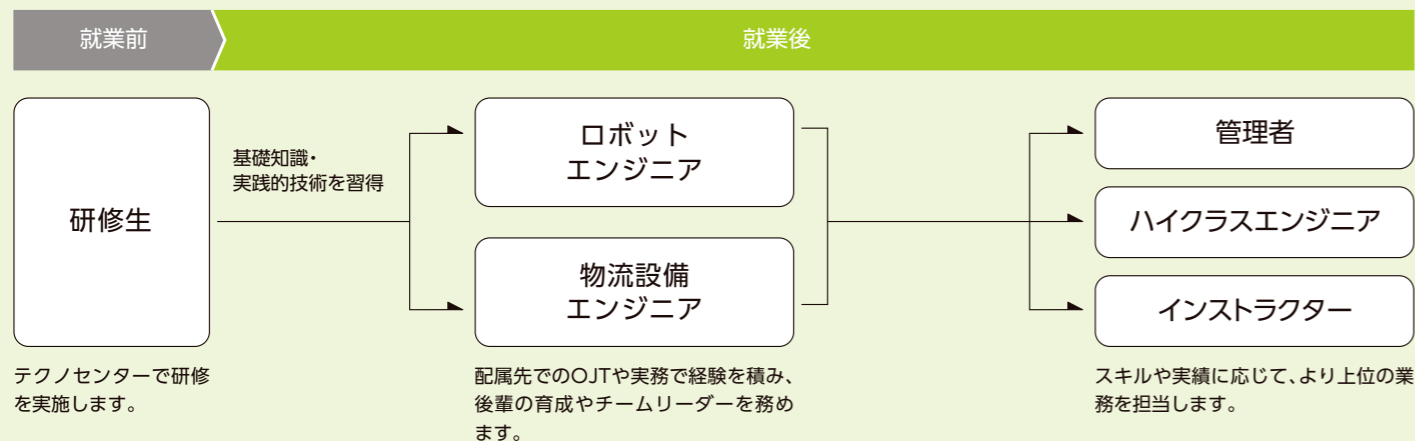 就業前
就業後
研修生
基礎知識・
実践的技術を習得
ロボット
エンジニア
物流設備
エンジニア
管理者
ハイクラスエンジニア
インストラクター
テクノセンターで研修
を実施します。
配属先でのOJTや実務で経験を積み、
後輩の育成やチームリーダーを務め
ます。
スキルや実績に応じて、より上位の業
務を担当します。